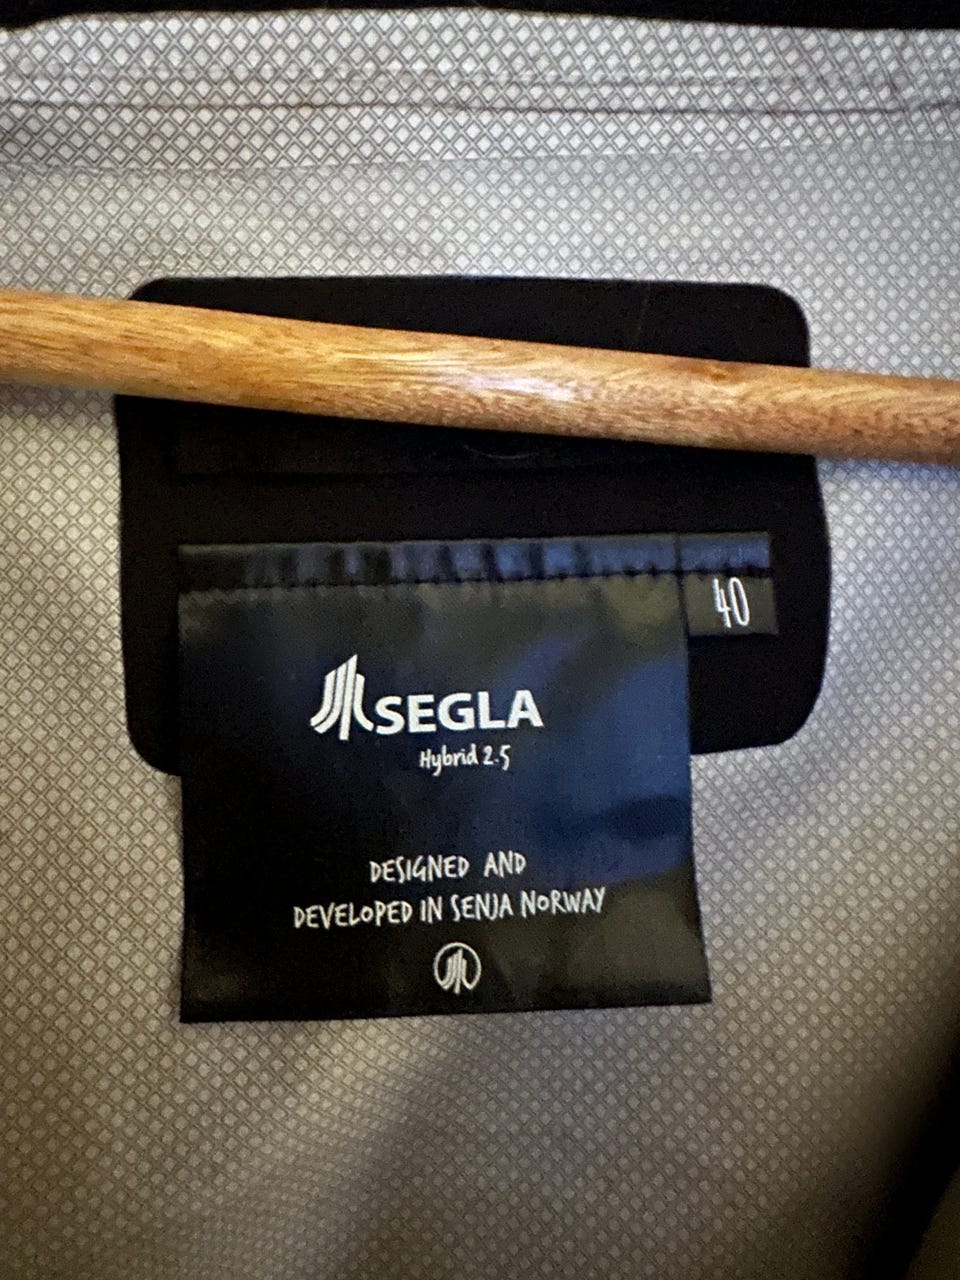 40
SEGLA
Hybrid 2.5
DESIGNED AND
DEVELOPED IN SENJA NORWAY